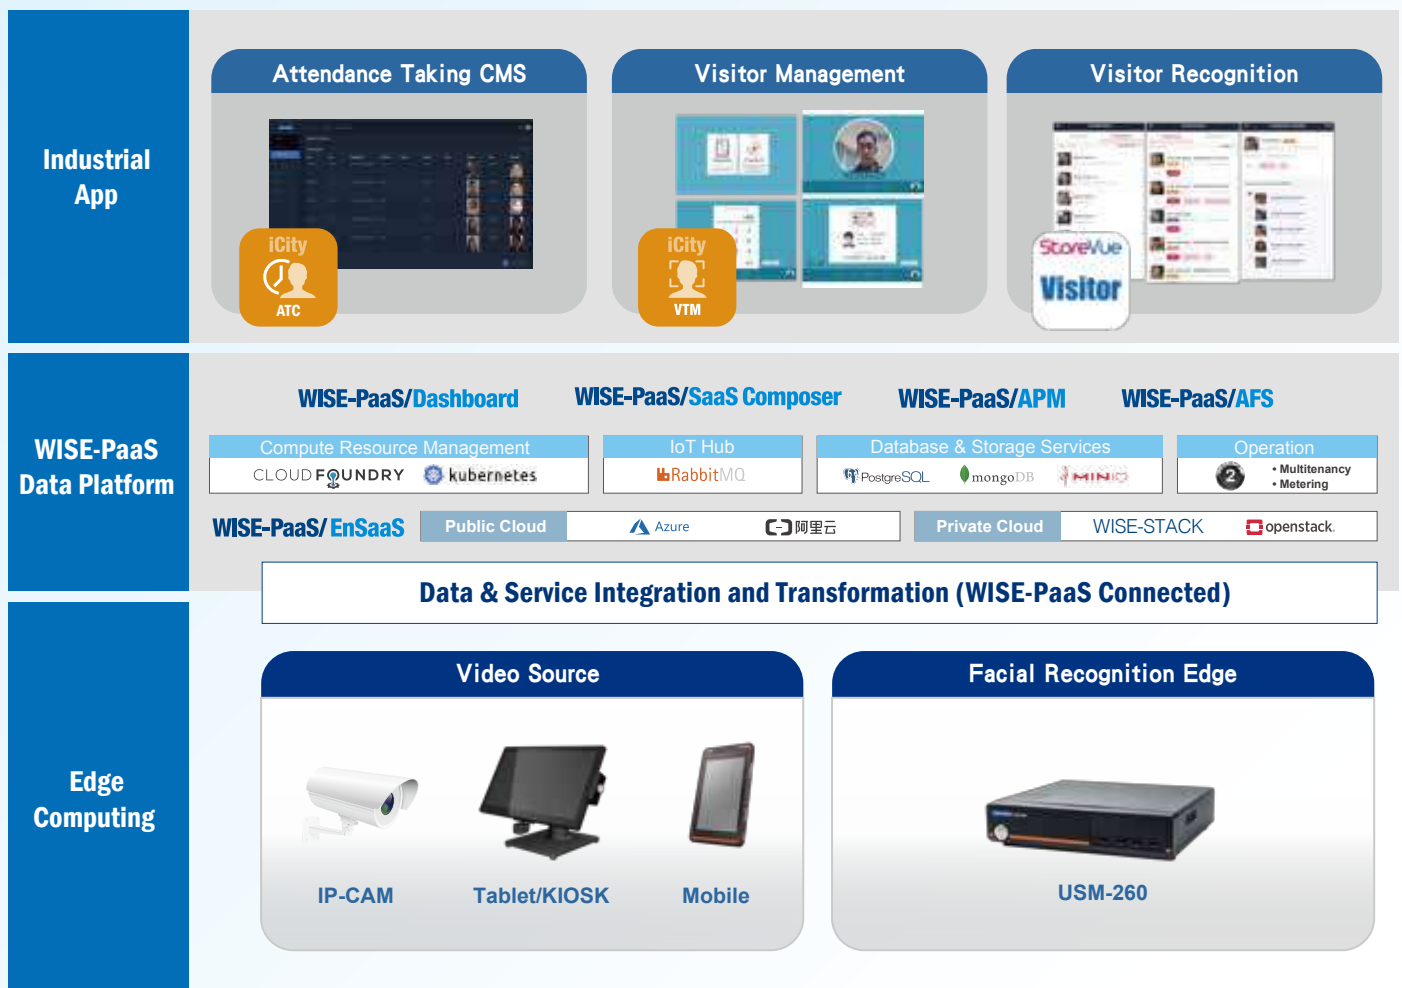 Industrial
App
Attendance Taking CMS
iCity
ATC
Visitor Management
iCity
VTM
Visitor Recognition
StoreVue
Visitor
WISE-PaaS
Data Platform
WISE-PaaS/Dashboard
WISE-PaaS/SaaS Composer
WISE-PaaS/APM
WISE-PaaS/AFS
Compute Resource Management
CLOUD FOUNDRY
kubernetes
IoT Hub
RabbitMQ
Database & Storage Services
PostgreSQL
mongoDB
MINIO
Operation
2
• Multitenancy
• Metering
WISE-PaaS/EnSaaS
Public Cloud
Azure
阿里云
Private Cloud
WISE-STACK
openstack.
Data & Service Integration and Transformation (WISE-PaaS Connected)
Edge
Computing
Video Source
IP-CAM
Tablet/KIOSK
Mobile
Facial Recognition Edge
USM-260